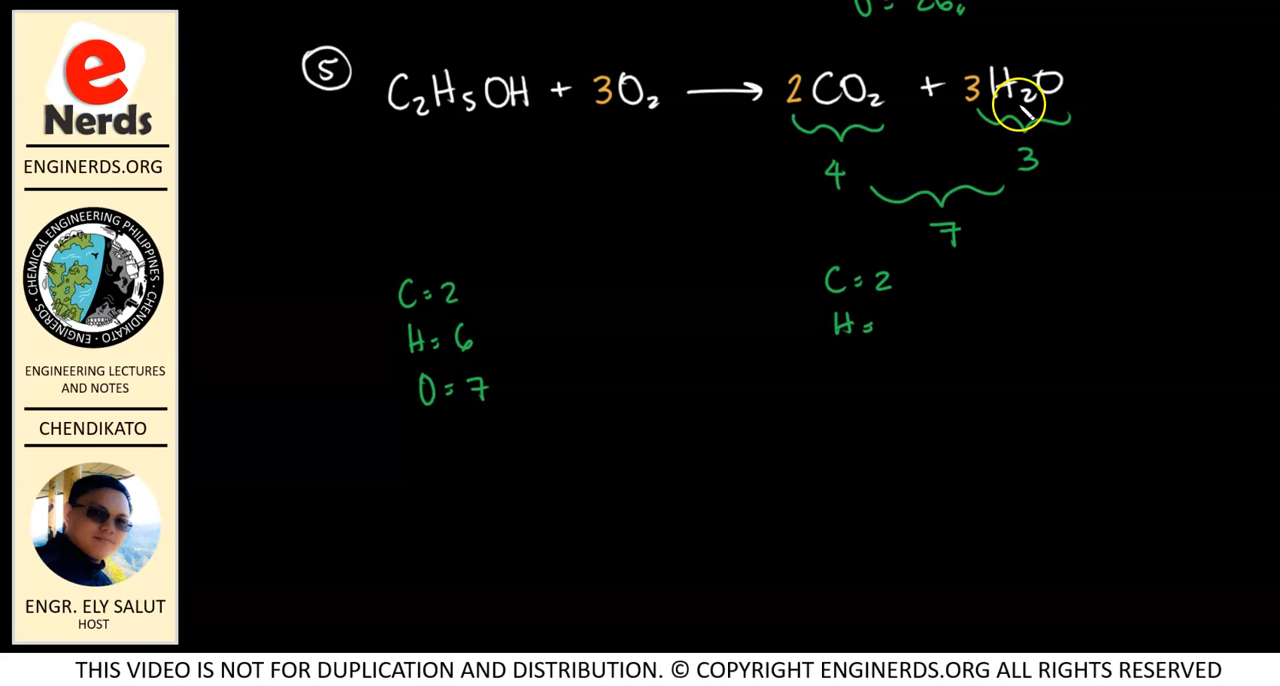 O = 26
e
Nerds
ENGINERDS.ORG
CHEMICAL ENGINEERING PHILIPPINES
• CHENDIKATO • ENGINERDS •
ENGINEERING LECTURES
AND NOTES
CHENDIKATO
ENGR. ELY SALUT
HOST
5
C₂H₅OH + 3O₂ ⟶ 2CO₂ + 3H₂O
4
3
7
C = 2
H = 6
O = 7
C = 2
H =
THIS VIDEO IS NOT FOR DUPLICATION AND DISTRIBUTION. © COPYRIGHT ENGINERDS.ORG ALL RIGHTS RESERVED